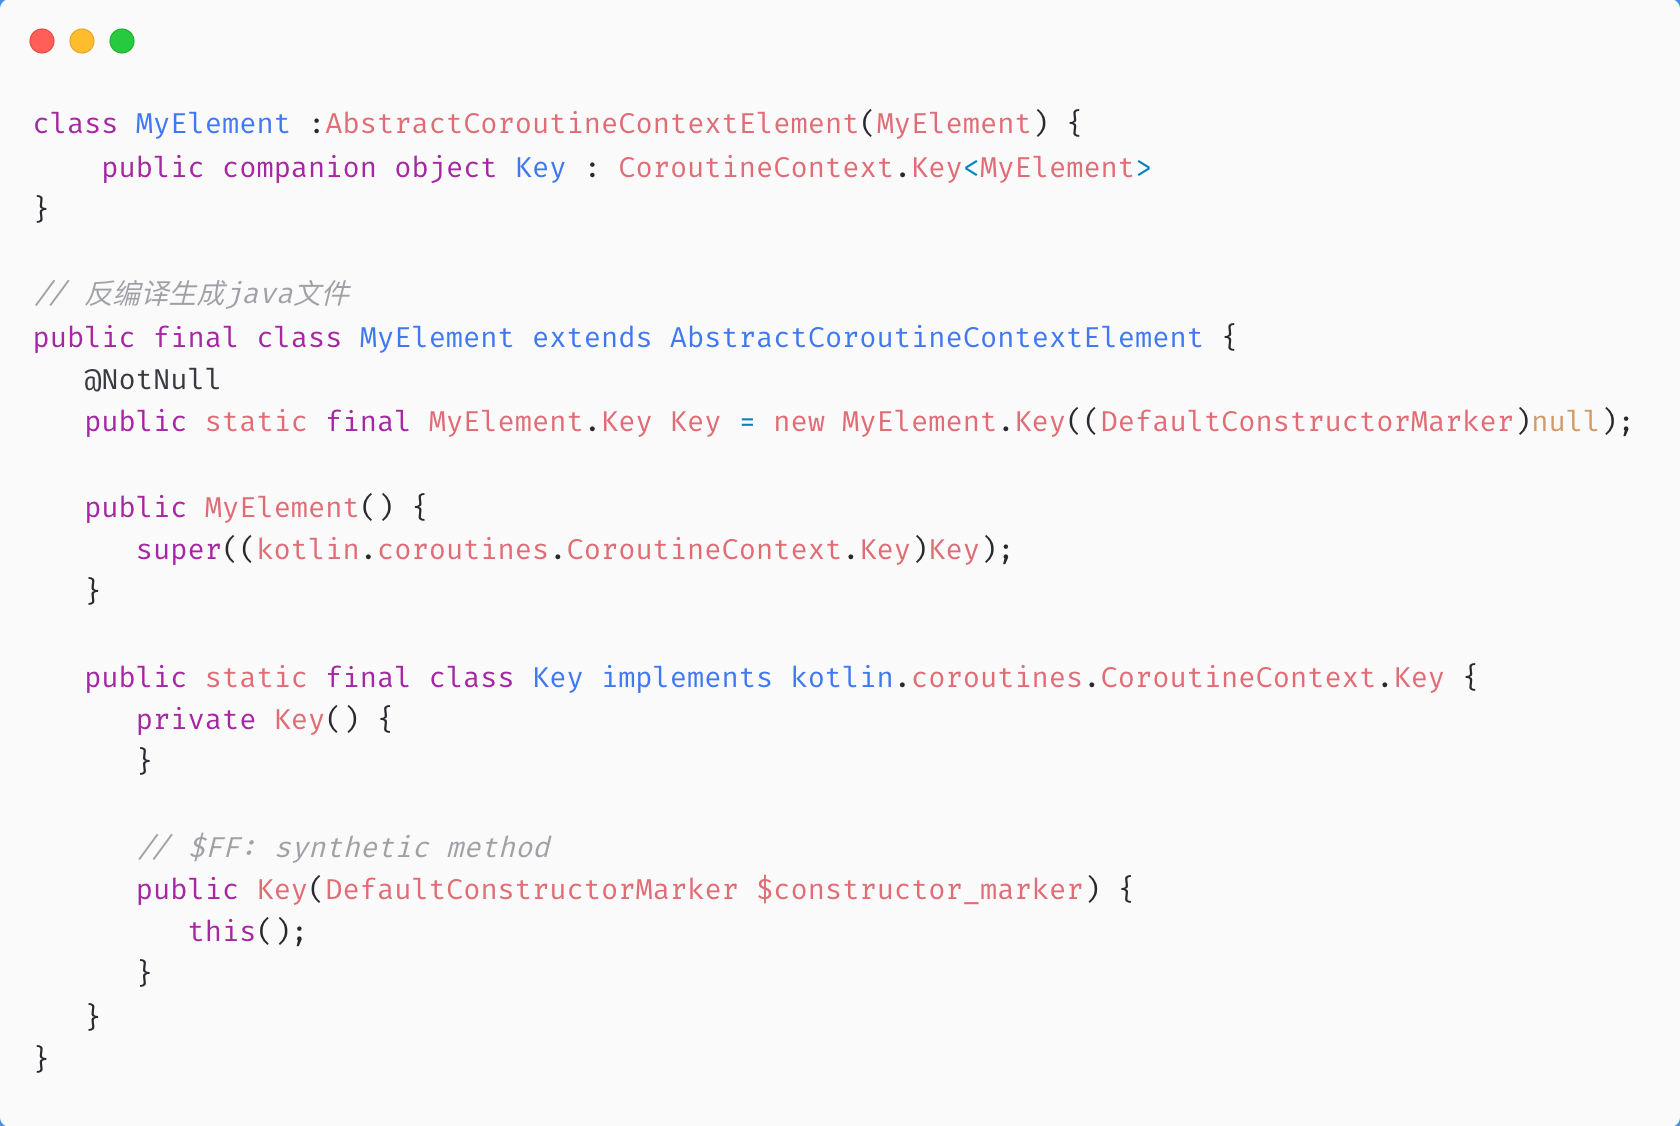 class MyElement :AbstractCoroutineContextElement(MyElement) {
    public companion object Key : CoroutineContext.Key<MyElement>
}

// 反编译生成java文件
public final class MyElement extends AbstractCoroutineContextElement {
   @NotNull
   public static final MyElement.Key Key = new MyElement.Key((DefaultConstructorMarker)null);

   public MyElement() {
      super((kotlin.coroutines.CoroutineContext.Key)Key);
   }

   public static final class Key implements kotlin.coroutines.CoroutineContext.Key {
      private Key() {
      }

      // $FF: synthetic method
      public Key(DefaultConstructorMarker $constructor_marker) {
         this();
      }
   }
}